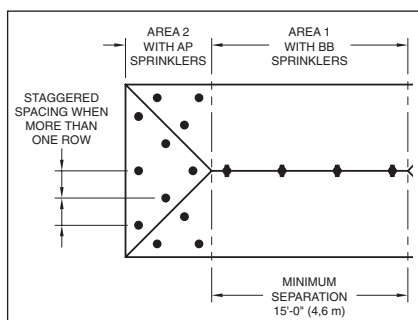 AREA 2
WITH AP
SPRINKLERS
AREA 1
WITH BB
SPRINKLERS
STAGGERED
SPACING WHEN
MORE THAN
ONE ROW
MINIMUM
SEPARATION
15'-0" (4,6 m)